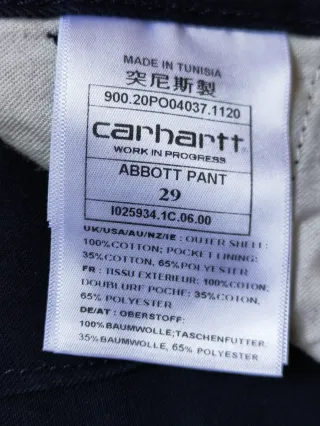 MADE IN TUNISIA
突尼斯製
900.20PO04037.1120
carhartt
WORK IN PROGRESS
ABBOTT PANT
29
I025934.1C.06.00
UK/USA/AU/NZ/IE : OUTER SHELL:
100%COTTON; POCKET LINING:
35%COTTON, 65%POLYESTER
FR : TISSU EXTERIEUR: 100%COTON;
DOUBLURE POCHE: 35%COTON,
65% POLYESTER
DE/AT : OBERSTOFF:
100%BAUMWOLLE;TASCHENFUTTER:
35% BAUMWOLLE, 65% POLYESTER